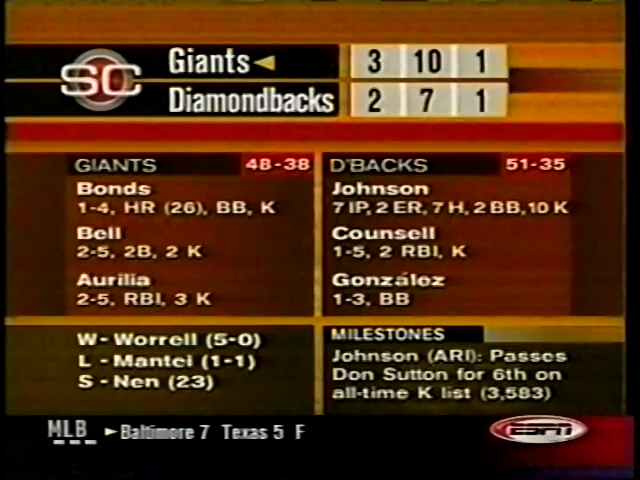 SC
Giants 3 10 1
Diamondbacks 2 7 1
GIANTS 48-38
Bonds
1-4, HR (26), BB, K
Bell
2-5, 2B, 2 K
Aurilia
2-5, RBI, 3 K
D'BACKS 51-35
Johnson
7 IP, 2 ER, 7 H, 2 BB, 10 K
Counsell
1-5, 2 RBI, K
González
1-3, BB
W - Worrell (5-0)
L - Mantei (1-1)
S - Nen (23)
MILESTONES
Johnson (ARI): Passes
Don Sutton for 6th on
all-time K list (3,583)
MLB Baltimore 7 Texas 5 F
ESPN